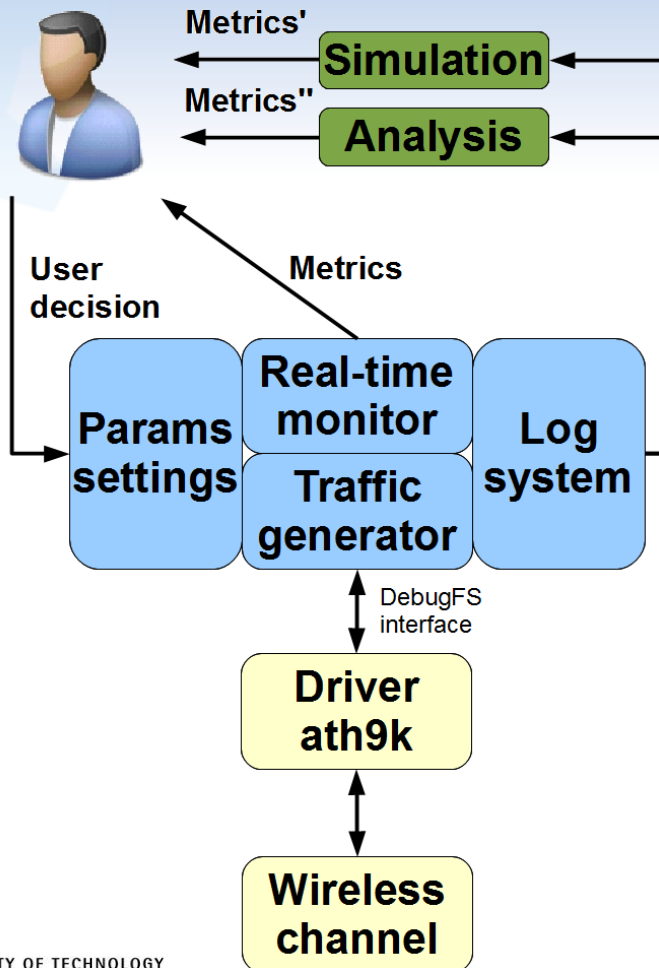 Metrics'
Simulation
Metrics"
Analysis
User
decision
Metrics
Params
settings
Real-time
monitor
Traffic
generator
Log
system
DebugFS
interface
Driver
ath9k
Wireless
channel
TY OF TECHNOLOGY